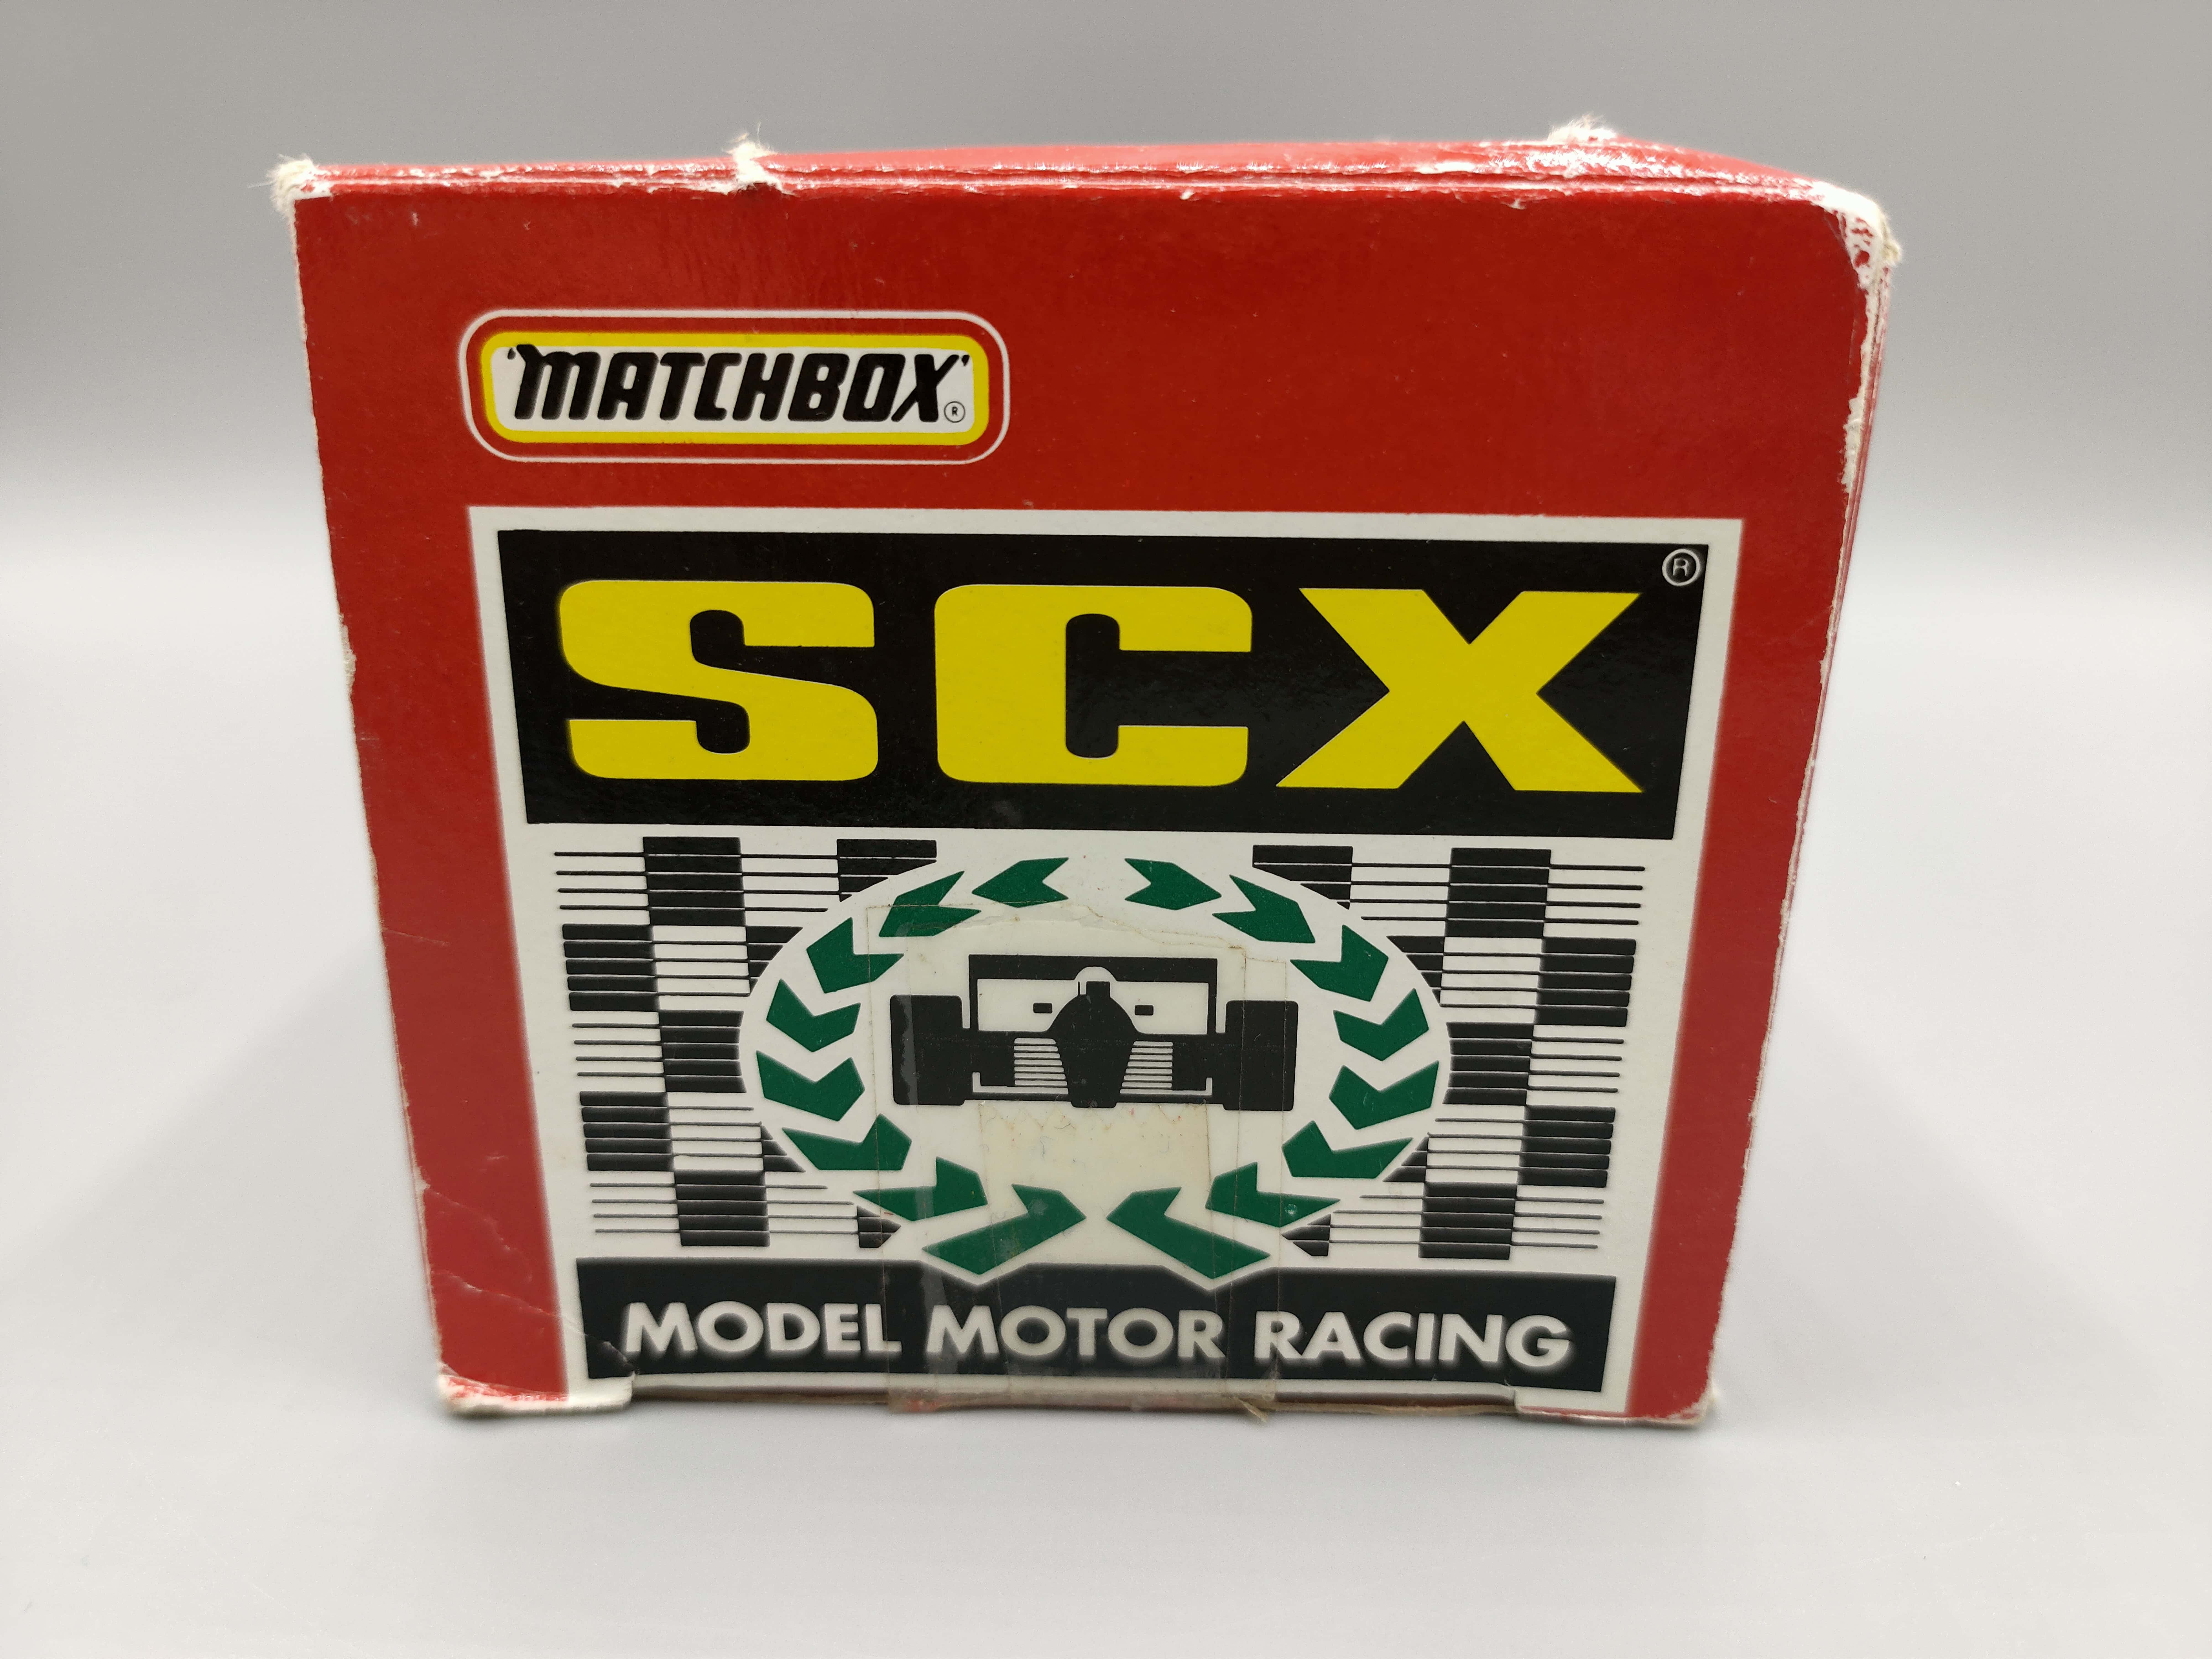 'MATCHBOX' ®
SCX ®
MODEL MOTOR RACING